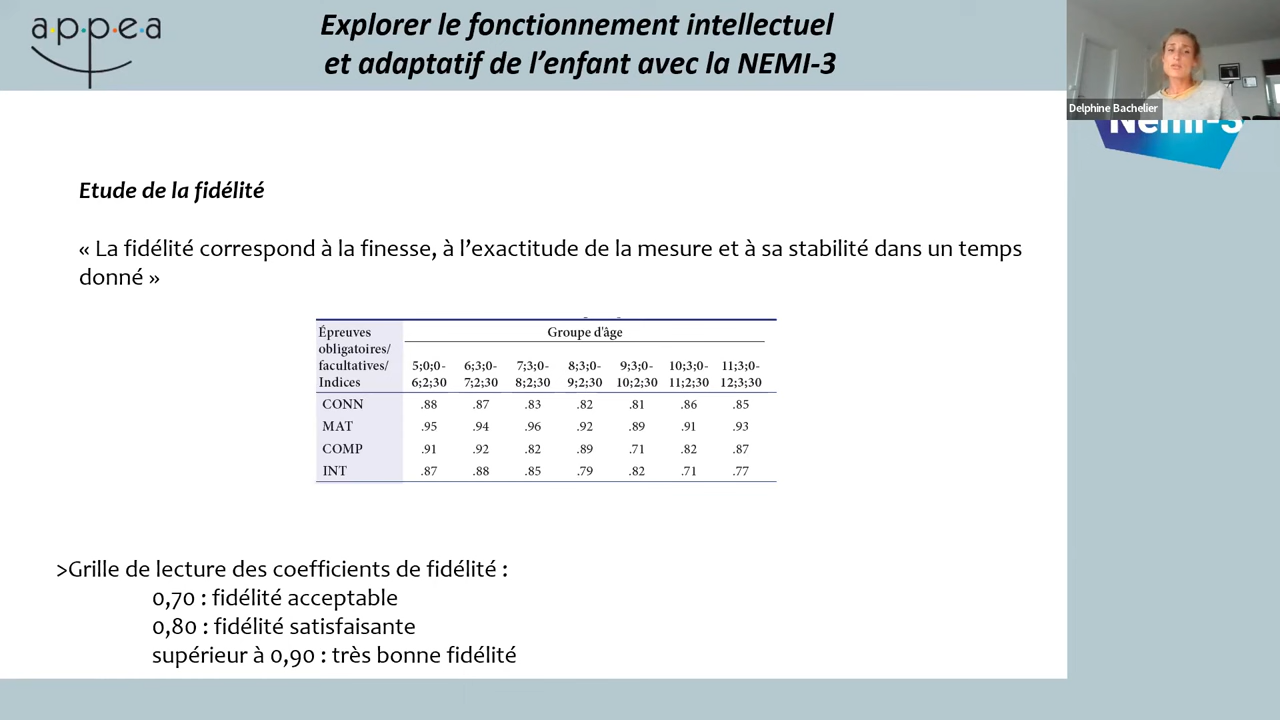 a.p.p.e.a
Explorer le fonctionnement intellectuel
et adaptatif de l’enfant avec la NEMI-3
Delphine Bachelier
Nemi-3
Etude de la fidélité
« La fidélité correspond à la finesse, à l’exactitude de la mesure et à sa stabilité dans un temps
donné »
Épreuves obligatoires/ facultatives/ Indices
Groupe d’âge
5;0;0- 6;2;30 6;3;0- 7;2;30 7;3;0- 8;2;30 8;3;0- 9;2;30 9;3;0- 10;2;30 10;3;0- 11;2;30 11;3;0- 12;3;30
CONN .88 .87 .83 .82 .81 .86 .85
MAT .95 .94 .96 .92 .89 .91 .93
COMP .91 .92 .82 .89 .71 .82 .87
INT .87 .88 .85 .79 .82 .71 .77
>Grille de lecture des coefficients de fidélité :
0,70 : fidélité acceptable
0,80 : fidélité satisfaisante
supérieur à 0,90 : très bonne fidélité